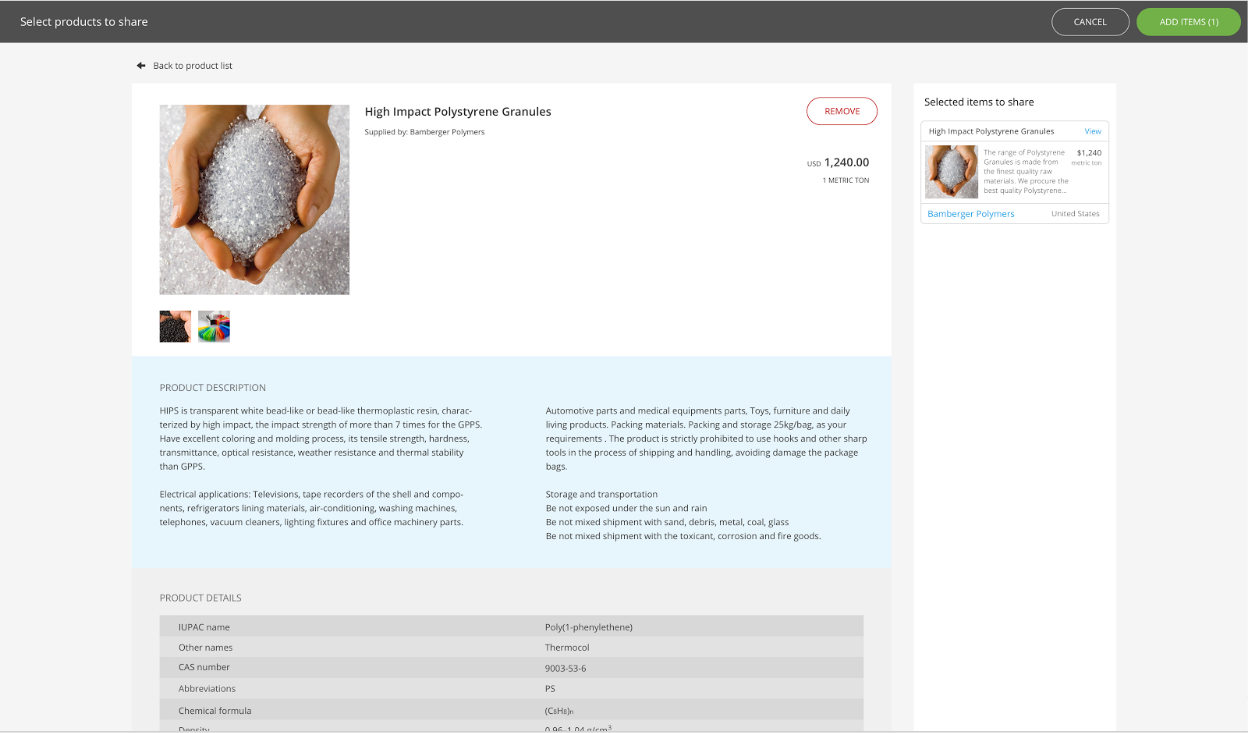 Select products to share
CANCEL
ADD ITEMS (1)
Back to product list
High Impact Polystyrene Granules
Supplied by: Bamberger Polymers
REMOVE
USD 1,240.00
1 METRIC TON
Selected items to share
High Impact Polystyrene Granules
View
The range of Polystyrene
Granules is made from
the finest quality raw
materials. We procure the
best quality Polystyrene...
$1,240
metric ton
Bamberger Polymers
United States
PRODUCT DESCRIPTION
HIPS is transparent white bead-like or bead-like thermoplastic resin, charac-
terized by high impact, the impact strength of more than 7 times for the GPPS.
Have excellent coloring and molding process, its tensile strength, hardness,
transmittance, optical resistance, weather resistance and thermal stability
than GPPS.
Electrical applications: Televisions, tape recorders of the shell and compo-
nents, refrigerators lining materials, air-conditioning, washing machines,
telephones, vacuum cleaners, lighting fixtures and office machinery parts.
Automotive parts and medical equipments parts, Toys, furniture and daily
living products. Packing materials. Packing and storage 25kg/bag, as your
requirements . The product is strictly prohibited to use hooks and other sharp
tools in the process of shipping and handling, avoiding damage the package
bags.
Storage and transportation
Be not exposed under the sun and rain
Be not mixed shipment with sand, debris, metal, coal, glass
Be not mixed shipment with the toxicant, corrosion and fire goods.
PRODUCT DETAILS
IUPAC name Poly(1-phenylethene)
Other names Thermocol
CAS number 9003-53-6
Abbreviations PS
Chemical formula (C8H8)n
Density 0.96–1.04 g/cm3